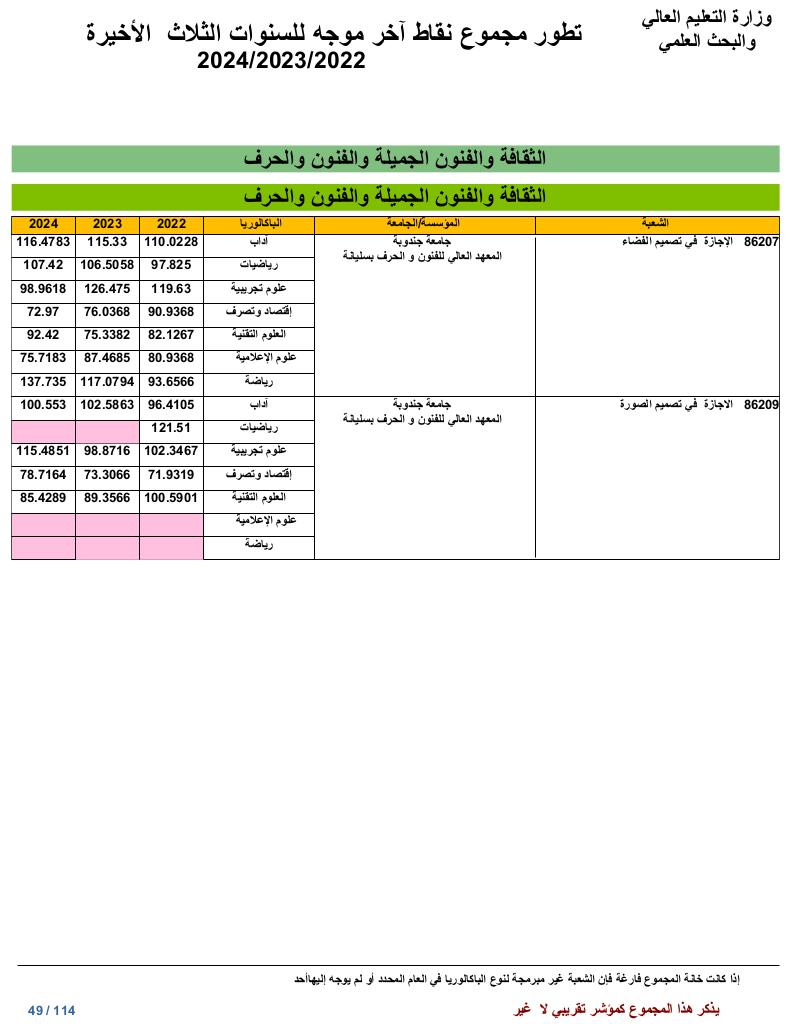 وزارة التعليم العالي
والبحث العلمي
تطور مجموع نقاط آخر موجه للسنوات الثلاث الأخيرة
2024/2023/2022
الثقافة والفنون الجميلة والفنون والحرف
الثقافة والفنون الجميلة والفنون والحرف
الشعبة المؤسسة/الجامعة الباكالوريا 2022 2023 2024
86207 الإجازة في تصميم الفضاء جامعة جندوبة آداب 110.0228 115.33 116.4783
المعهد العالي للفنون و الحرف بسليانة
رياضيات 97.825 106.5058 107.42
علوم تجريبية 119.63 126.475 98.9618
إقتصاد وتصرف 90.9368 76.0368 72.97
العلوم التقنية 82.1267 75.3382 92.42
علوم الإعلامية 80.9368 87.4685 75.7183
رياضة 93.6566 117.0794 137.735
86209 الاجازة في تصميم الصورة جامعة جندوبة آداب 96.4105 102.5863 100.553
المعهد العالي للفنون و الحرف بسليانة
رياضيات 121.51
علوم تجريبية 102.3467 98.8716 115.4851
إقتصاد وتصرف 71.9319 73.3066 78.7164
العلوم التقنية 100.5901 89.3566 85.4289
علوم الإعلامية
رياضة
إذا كانت خانة المجموع فارغة فإن الشعبة غير مبرمجة لنوع الباكالوريا في العام المحدد أو لم يوجه إليهاأحد
يذكر هذا المجموع كمؤشر تقريبي لا غير
49 / 114